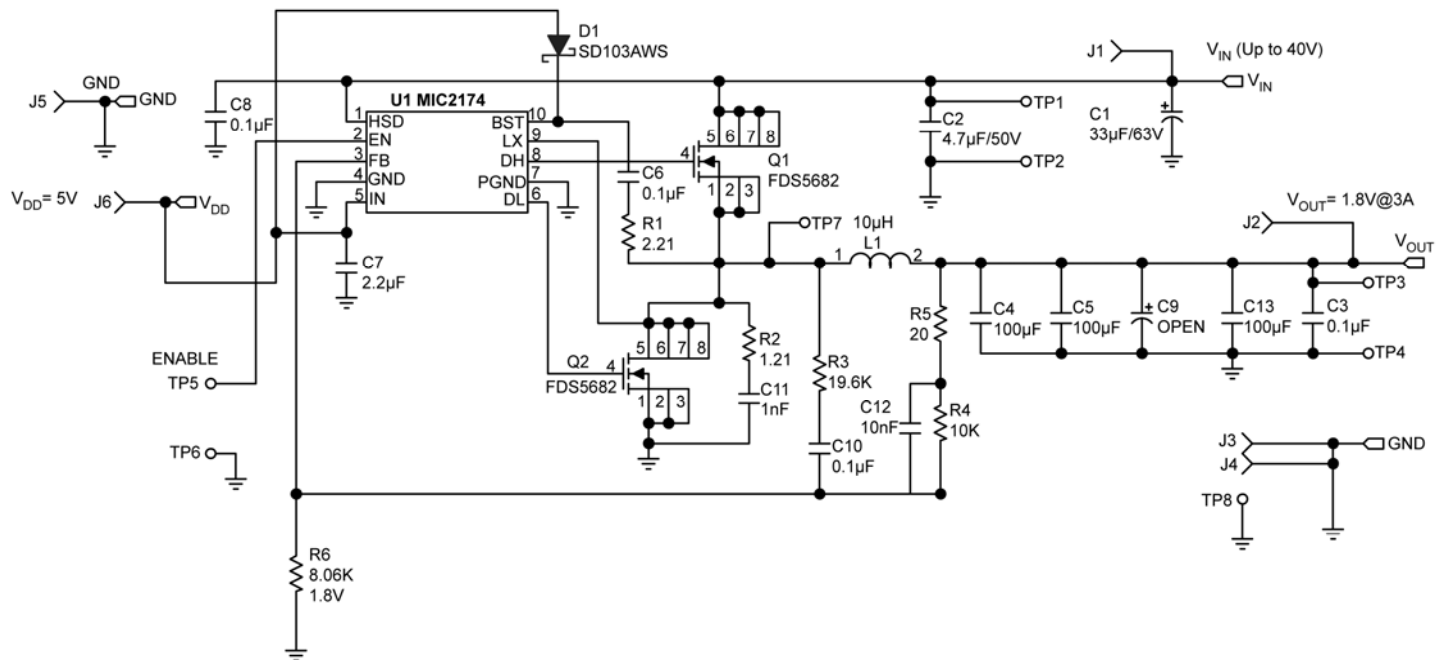 D1
SD103AWS
J1
V_IN (Up to 40V)
V_IN
GND
J5
GND
C8
0.1µF
U1 MIC2174
1
HSD
BST
10
2
EN
LX
9
3
FB
DH
8
4
GND
PGND
7
5
IN
DL
6
5
6
7
8
4
Q1
FDS5682
1
2
3
TP1
C2
4.7µF/50V
TP2
C1
33µF/63V
+
V_DD= 5V
J6
V_DD
C6
0.1µF
R1
2.21
C7
2.2µF
TP7
10µH
1
L1
2
J2
V_OUT= 1.8V@3A
V_OUT
TP3
R5
20
C4
100µF
C5
100µF
+
C9
OPEN
C13
100µF
C3
0.1µF
TP4
ENABLE
TP5
Q2
FDS5682
5
6
7
8
4
1
2
3
R2
1.21
C11
1nF
R3
19.6K
C12
10nF
R4
10K
C10
0.1µF
TP6
J3
J4
GND
TP8
R6
8.06K
1.8V